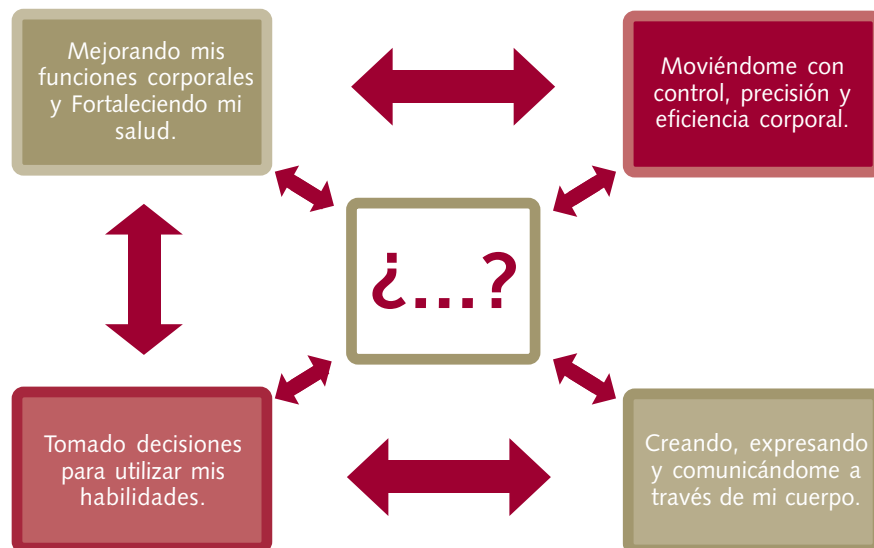 Mejorando mis
funciones corporales
y Fortaleciendo mi
salud.
Moviéndome con
control, precisión y
eficiencia corporal.
¿...?
Tomado decisiones
para utilizar mis
habilidades.
Creando, expresando
y comunicándome a
través de mi cuerpo.